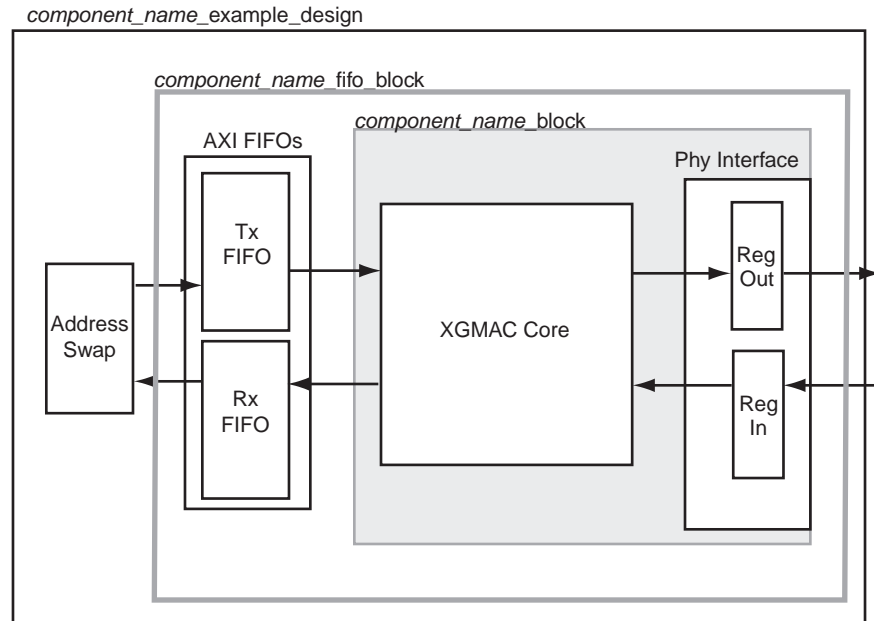 component_name_example_design
component_name_fifo_block
component_name_block
AXI FIFOs
Phy Interface
Tx
FIFO
Reg
Out
Address
Swap
XGMAC Core
Rx
FIFO
Reg
In